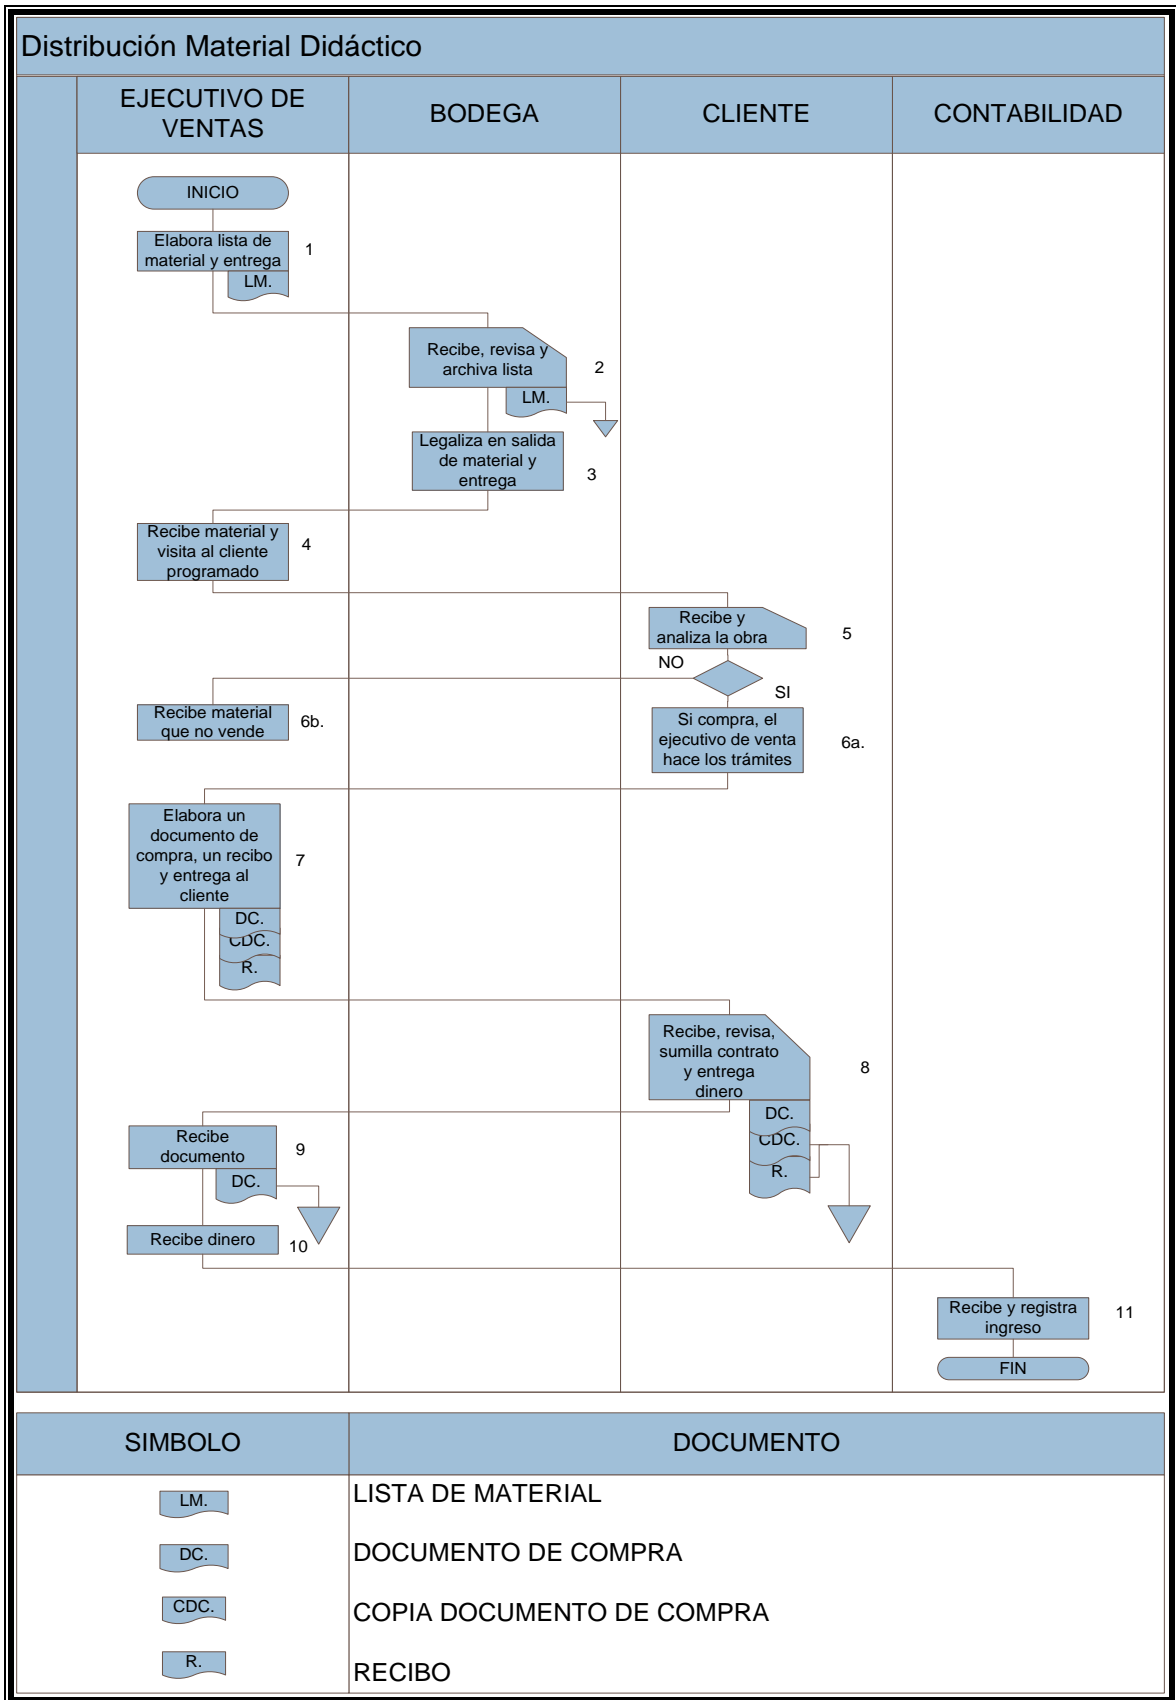 Distribución Material Didáctico
EJECUTIVO DE
VENTAS
BODEGA
CLIENTE
CONTABILIDAD
INICIO
Elabora lista de
material y entrega
1
LM.
Recibe, revisa y
archiva lista
2
LM.
Legaliza en salida
de material y
entrega
3
Recibe material y
visita al cliente
programado
4
Recibe y
analiza la obra
5
NO
SI
Recibe material
que no vende
6b.
Si compra, el
ejecutivo de venta
hace los trámites
6a.
Elabora un
documento de
compra, un recibo
y entrega al
cliente
7
DC.
CDC.
R.
Recibe, revisa,
sumilla contrato
y entrega
dinero
8
DC.
CDC.
R.
Recibe
documento
9
DC.
Recibe dinero
10
Recibe y registra
ingreso
11
FIN
SIMBOLO
DOCUMENTO
LM.
LISTA DE MATERIAL
DC.
DOCUMENTO DE COMPRA
CDC.
COPIA DOCUMENTO DE COMPRA
R.
RECIBO